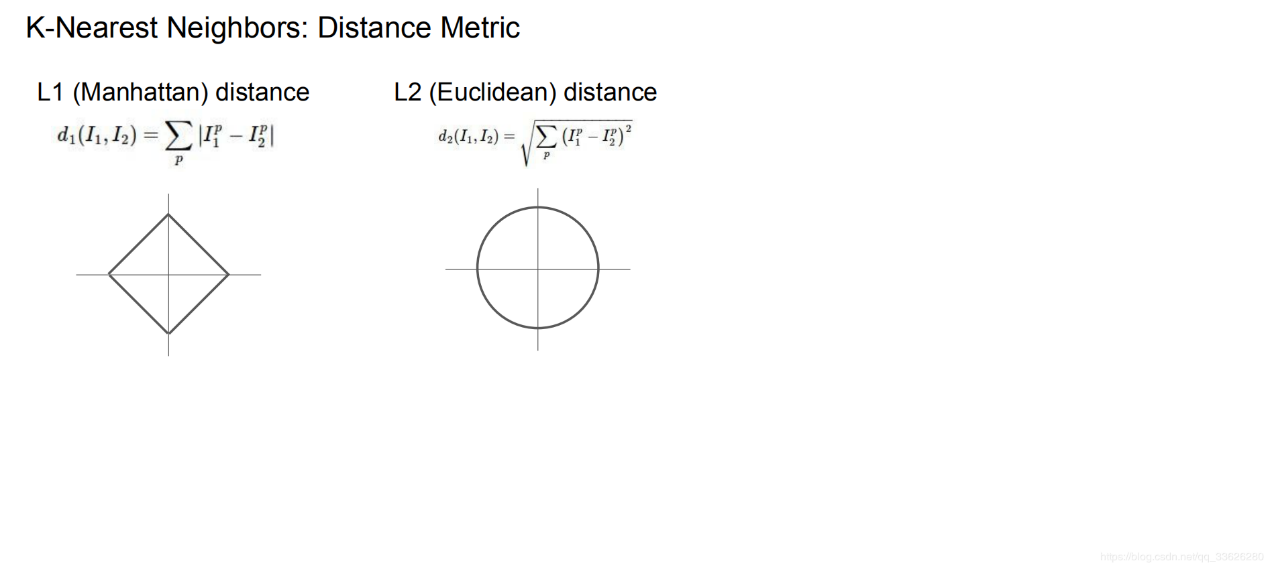 K-Nearest Neighbors: Distance Metric
L1 (Manhattan) distance
d₁(I₁, I₂) = ∑ₚ |I₁ᵖ − I₂ᵖ|
L2 (Euclidean) distance
d₂(I₁, I₂) = √∑ₚ (I₁ᵖ − I₂ᵖ)²